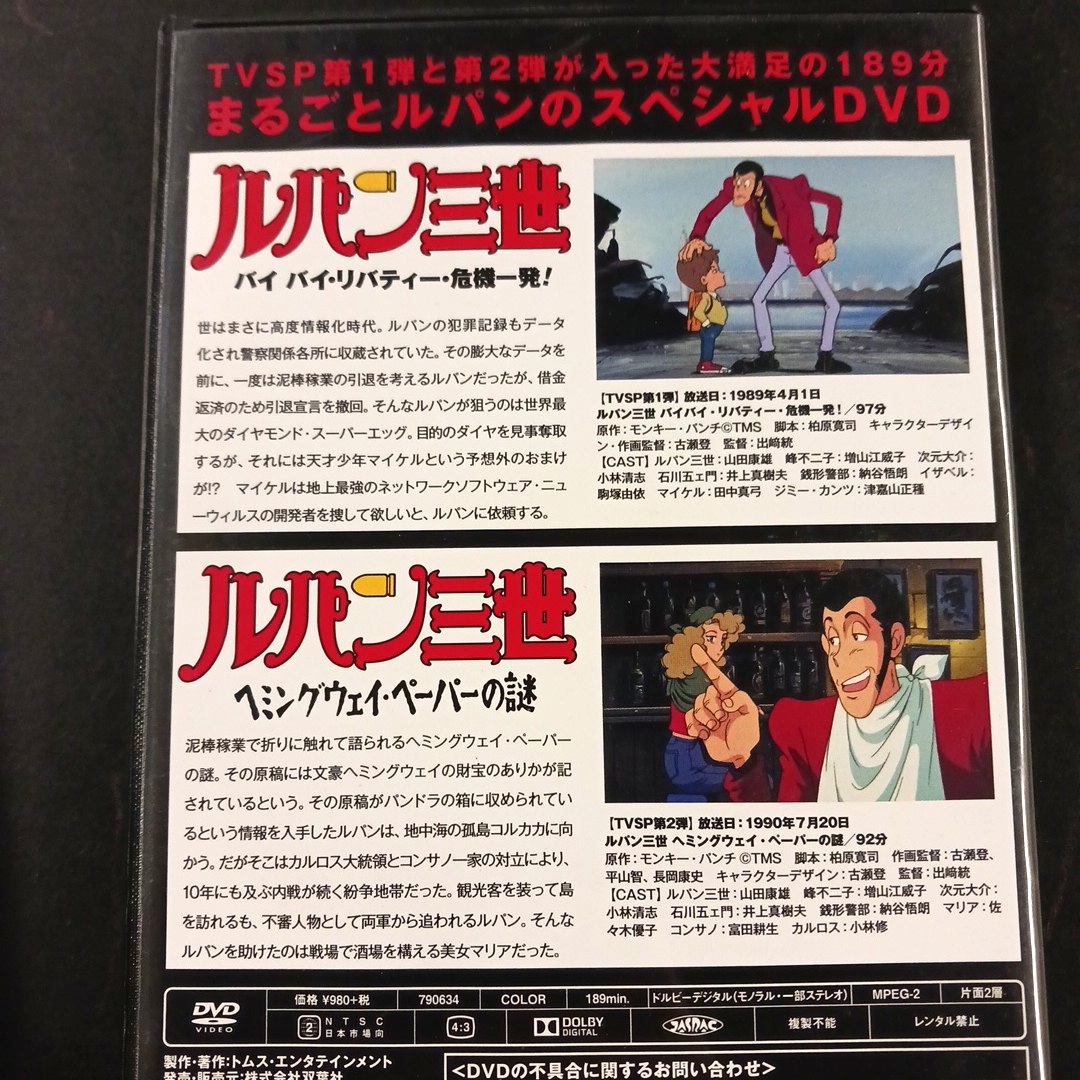 TVSP第1弾と第2弾が入った大満足の189分
まるごとルパンのスペシャルDVD
ルパン三世
バイ バイ・リバティー・危機一発!
世はまさに高度情報化時代。ルパンの犯罪記録もデータ
化され警察関係各所に収蔵されていた。その膨大なデータを
前に、一度は泥棒稼業の引退を考えるルパンだったが、借金
返済のため引退宣言を撤回。そんなルパンが狙うのは世界最
大のダイヤモンド・スーパーエッグ。目的のダイヤを見事奪取
するが、それには天才少年マイケルという予想外のおまけ
が!? マイケルは地上最強のネットワークソフトウェア・ニュ
ーウィルスの開発者を捜して欲しいと、ルパンに依頼する。
【TVSP第1弾】放送日:1989年4月1日
ルパン三世 バイバイ・リバティー・危機一発!/97分
原作:モンキー・パンチ©TMS 脚本:柏原寛司 キャラクターデザイ
ン・作画監督:古瀬登 監督:出﨑統
【CAST】ルパン三世:山田康雄 峰不二子:増山江威子 次元大介:
小林清志 石川五ェ門:井上真樹夫 銭形警部:納谷悟朗 イザベル:
駒塚由依 マイケル:田中真弓 ジミー・カンツ:津嘉山正種
ルパン三世
ヘミングウェイ・ペーパーの謎
泥棒稼業で折りに触れて語られるヘミングウェイ・ペーパー
の謎。その原稿には文豪ヘミングウェイの財宝のありかが記
されているという。その原稿がパンドラの箱に収められてい
るという情報を入手したルパンは、地中海の孤島コルカカに向
かう。だがそこはカルロス大統領とコンサノ一家の対立により、
10年にも及ぶ内戦が続く紛争地帯だった。観光客を装って島
を訪れるも、不審人物として両軍から追われるルパン。そんな
ルパンを助けたのは戦場で酒場を構える美女マリアだった。
【TVSP第2弾】放送日:1990年7月20日
ルパン三世 ヘミングウェイ・ペーパーの謎/92分
原作:モンキー・パンチ ©TMS 脚本:柏原寛司 作画監督:古瀬登、
平山智、長岡康史 キャラクターデザイン:古瀬登 監督:出﨑統
【CAST】ルパン三世:山田康雄 峰不二子:増山江威子 次元大介:
小林清志 石川五ェ門:井上真樹夫 銭形警部:納谷悟朗 マリア:佐
々木優子 コンサノ:富田耕生 カルロス:小林修
DVD VIDEO 価格 ¥980+税 790634 COLOR 189min. ドルビーデジタル(モノラル・一部ステレオ) MPEG-2 片面2層
2 NTSC 日本市場向 4:3 DOLBY DIGITAL JASRAC 複製不能 レンタル禁止
製作・著作:トムス・エンタテインメント
発売・販売元:株式会社双葉社
<DVDの不具合に関するお問い合わせ>